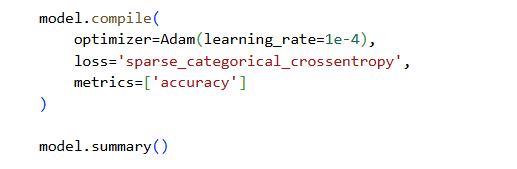 model.compile(
    optimizer=Adam(learning_rate=1e-4),
    loss='sparse_categorical_crossentropy',
    metrics=['accuracy']
)
model.summary()